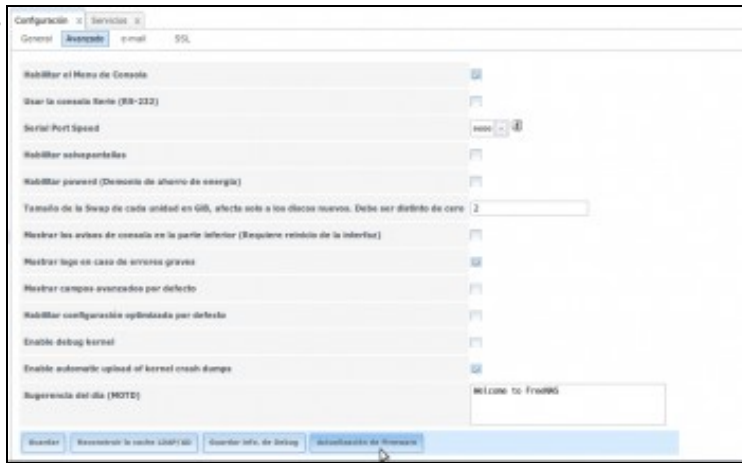 Configuración x Servicios x
General Avanzado e-mail SSL
Habilitar el Menu de Consola
Usar la consola Serie (RS-232)
Serial Port Speed 9600
Habilitar salvapantallas
Habilitar powerd (Demonio de ahorro de energía)
Tamaño de la Swap de cada unidad en GiB, afecta solo a los discos nuevos. Debe ser distinto de cero 2
Mostrar los avisos de consola en la parte inferior (Requiere reinicio de la interfaz)
Mostrar logs en caso de errores graves
Mostrar campos avanzados por defecto
Habilitar configuración optimizada por defecto
Enable debug kernel
Enable automatic upload of kernel crash dumps
Sugerencia del día (MOTD) Welcome to FreeNAS
Guardar Reconstruir la cache LDAP/AD Guardar info. de Debug Actualización de Firmware